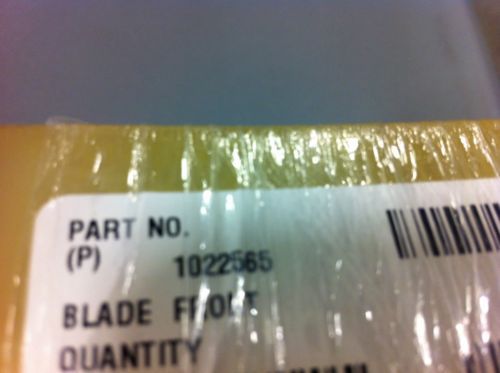 PART NO.
(P) 1022565
BLADE FRONT
QUANTITY